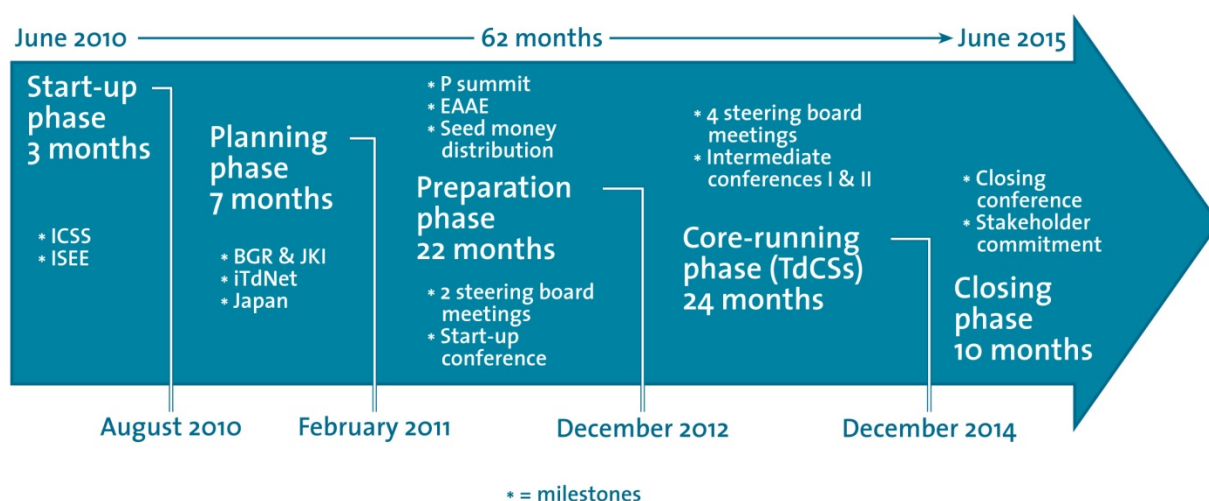 June 2010
62 months
June 2015
Start-up
phase
3 months
* ICSS
* ISEE
Planning
phase
7 months
* BGR & JKI
* iTdNet
* Japan
* P summit
* EAAE
* Seed money
distribution
Preparation
phase
22 months
* 2 steering board
meetings
* Start-up
conference
* 4 steering board
meetings
* Intermediate
conferences I & II
Core-running
phase (TdCSs)
24 months
* Closing
conference
* Stakeholder
commitment
Closing
phase
10 months
August 2010
February 2011
December 2012
December 2014
* = milestones